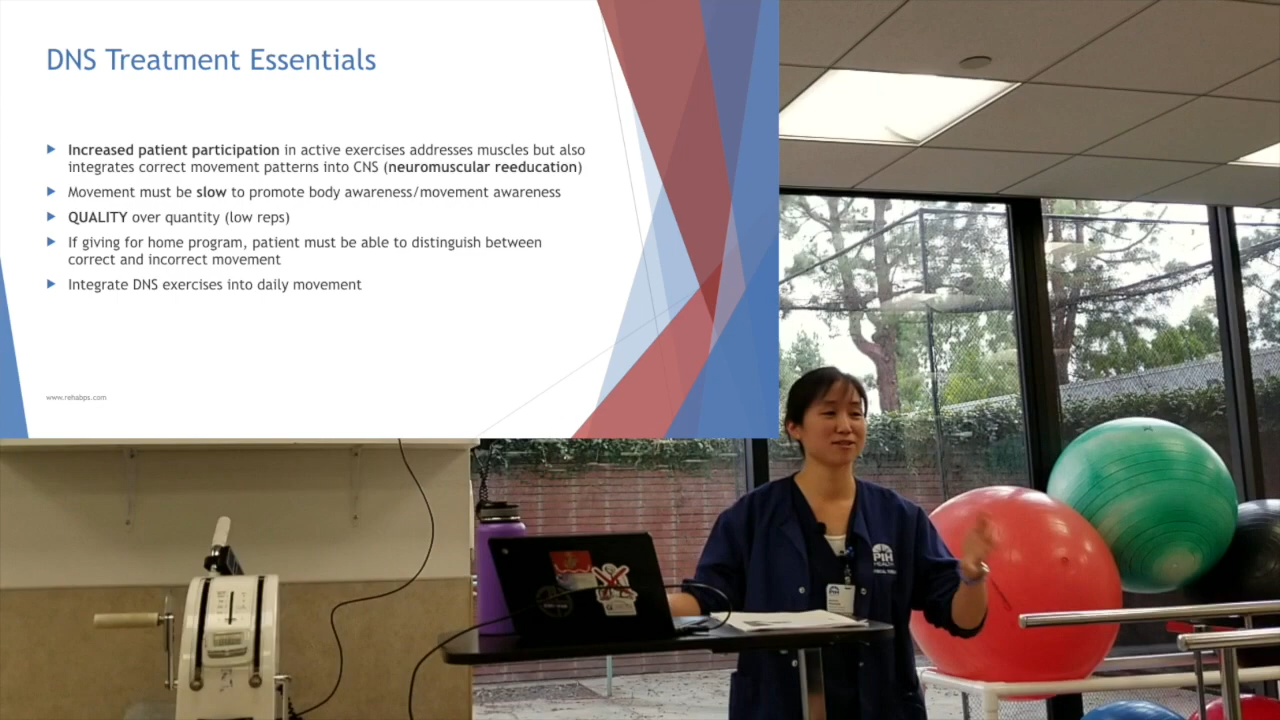 DNS Treatment Essentials
Increased patient participation in active exercises addresses muscles but also
integrates correct movement patterns into CNS (neuromuscular reeducation)
Movement must be slow to promote body awareness/movement awareness
QUALITY over quantity (low reps)
If giving for home program, patient must be able to distinguish between
correct and incorrect movement
Integrate DNS exercises into daily movement
www.rehabps.com
PIH
HEALTH